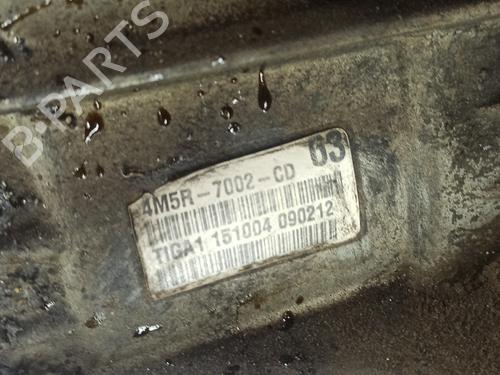 B-PARTS
03
4M5R-7002-CD
TIGA1 151004 090212